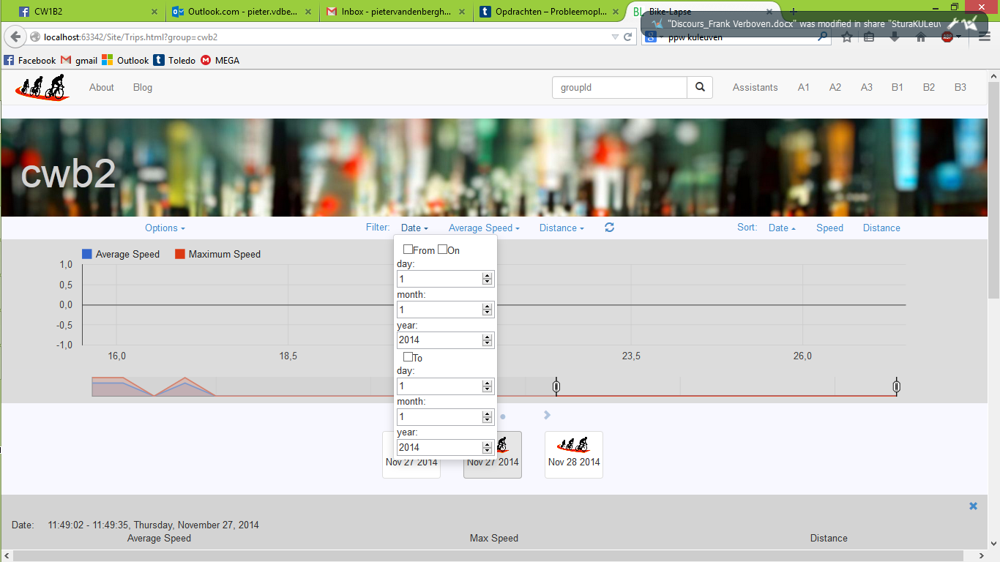 CW1B2
Outlook.com - pieter.vdbe...
Inbox - pietervandenbergh...
Opdrachten – Probleemopl...
BL Bike-Lapse
"Discours_Frank Verboven.docx" was modified in share "SturaKULeuv
localhost:63342/Site/Trips.html?group=cwb2
ppw kuleuven
ABP
Facebook gmail Outlook Toledo MEGA
About Blog groupId Assistants A1 A2 A3 B1 B2 B3
cwb2
Options Filter: Date Average Speed Distance Sort: Date Speed Distance
Average Speed Maximum Speed
1,0
0,5
0,0
-0,5
-1,0
16,0 18,5 23,5 26,0
From On
day:
1
month:
1
year:
2014
To
day:
1
month:
1
year:
2014
Nov 27 2014 Nov 27 2014 Nov 28 2014
Date: 11:49:02 - 11:49:35, Thursday, November 27, 2014
Average Speed Max Speed Distance